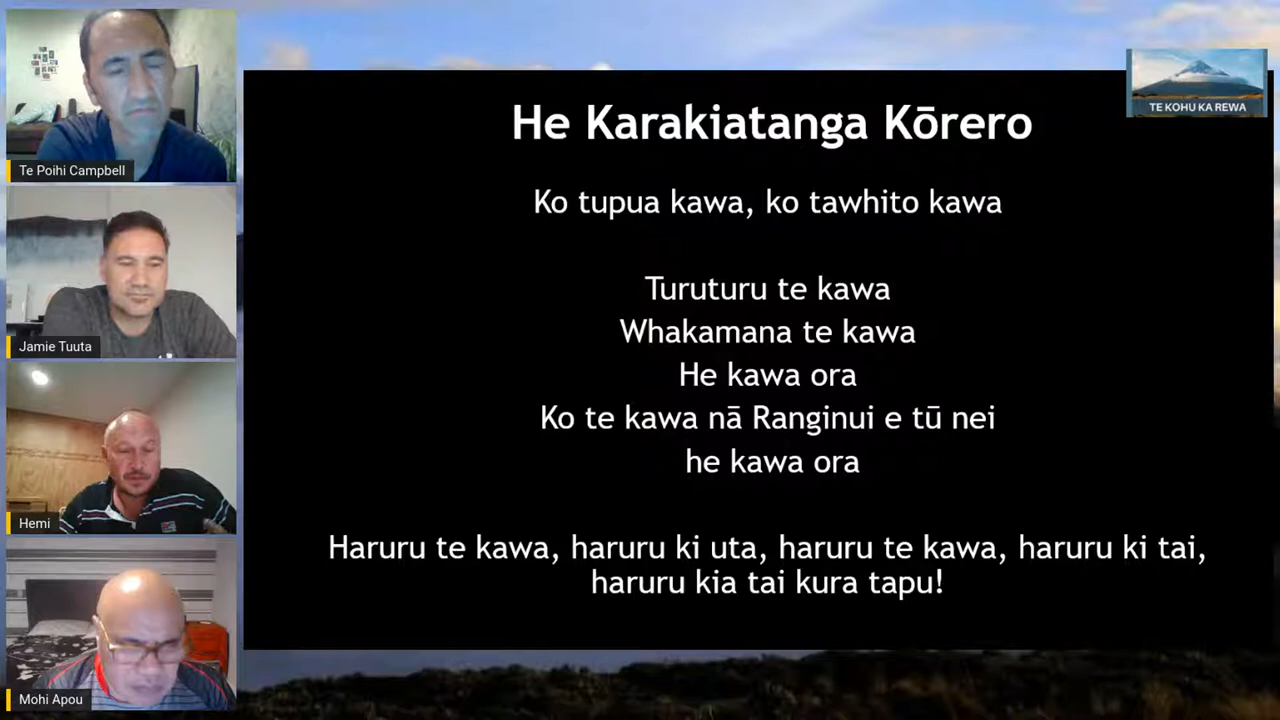 Te Poihi Campbell
Jamie Tuuta
Hemi
Mohi Apou
TE KOHU KA REWA
He Karakiatanga Kōrero
Ko tupua kawa, ko tawhito kawa
Turuturu te kawa
Whakamana te kawa
He kawa ora
Ko te kawa nā Ranginui e tū nei
he kawa ora
Haruru te kawa, haruru ki uta, haruru te kawa, haruru ki tai,
haruru kia tai kura tapu!